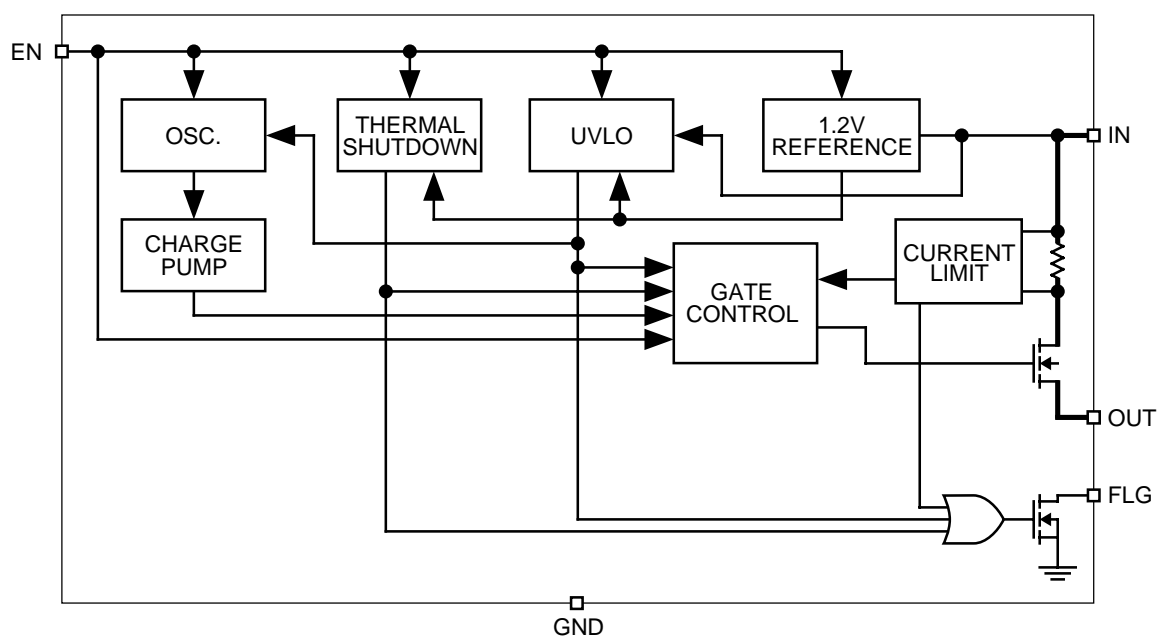 EN
OSC.
THERMAL
SHUTDOWN
UVLO
1.2V
REFERENCE
IN
CHARGE
PUMP
CURRENT
LIMIT
GATE
CONTROL
OUT
FLG
GND